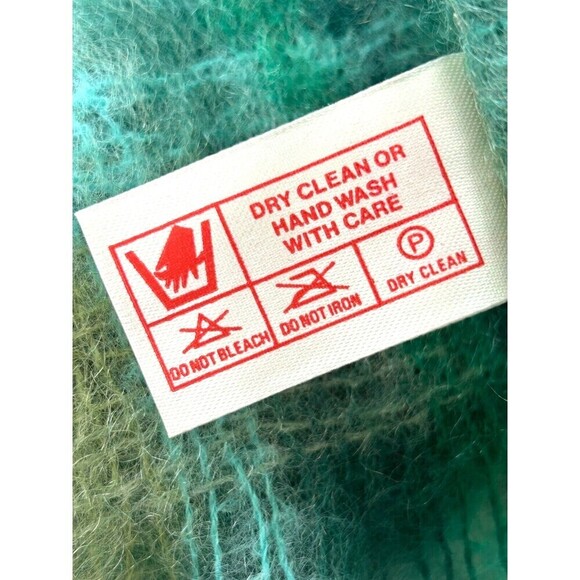 DRY CLEAN OR
HAND WASH
WITH CARE
DO NOT BLEACH
DO NOT IRON
P
DRY CLEAN